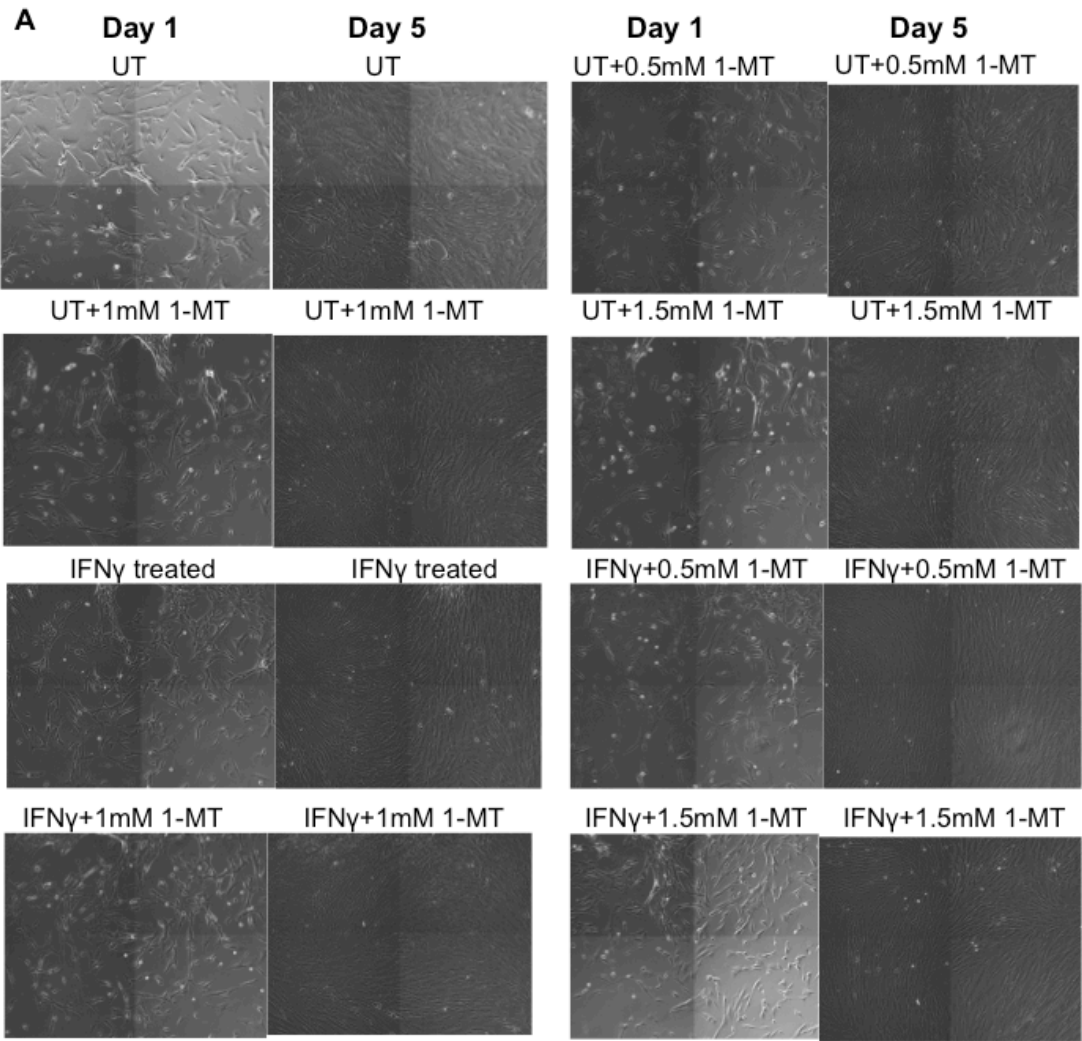 A
Day 1 Day 5 Day 1 Day 5
UT UT UT+0.5mM 1-MT UT+0.5mM 1-MT
UT+1mM 1-MT UT+1mM 1-MT UT+1.5mM 1-MT UT+1.5mM 1-MT
IFNγ treated IFNγ treated IFNγ+0.5mM 1-MT IFNγ+0.5mM 1-MT
IFNγ+1mM 1-MT IFNγ+1mM 1-MT IFNγ+1.5mM 1-MT IFNγ+1.5mM 1-MT